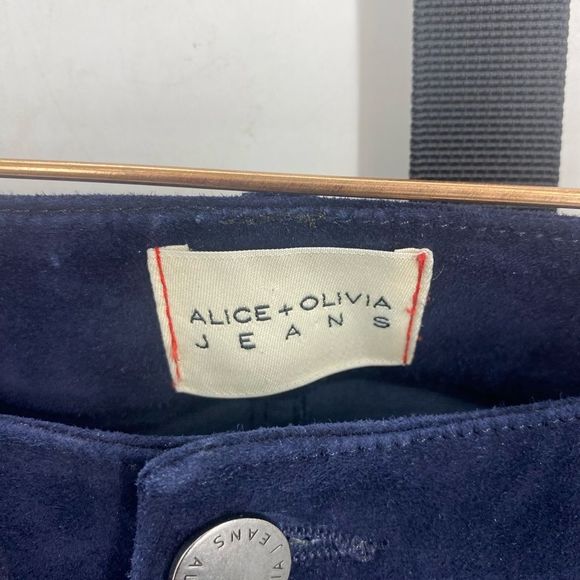 ALICE + OLIVIA
J E A N S
JEANS